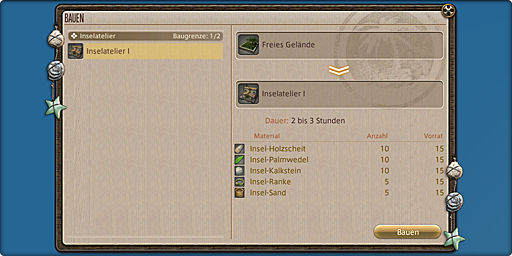 BAUEN
Inselatelier Baugrenze: 1/2
Inselatelier I
Freies Gelände
Inselatelier I
Dauer: 2 bis 3 Stunden
Material Anzahl Vorrat
Insel-Holzscheit 10 15
Insel-Palmwedel 10 15
Insel-Kalkstein 10 15
Insel-Ranke 5 15
Insel-Sand 5 15
Bauen